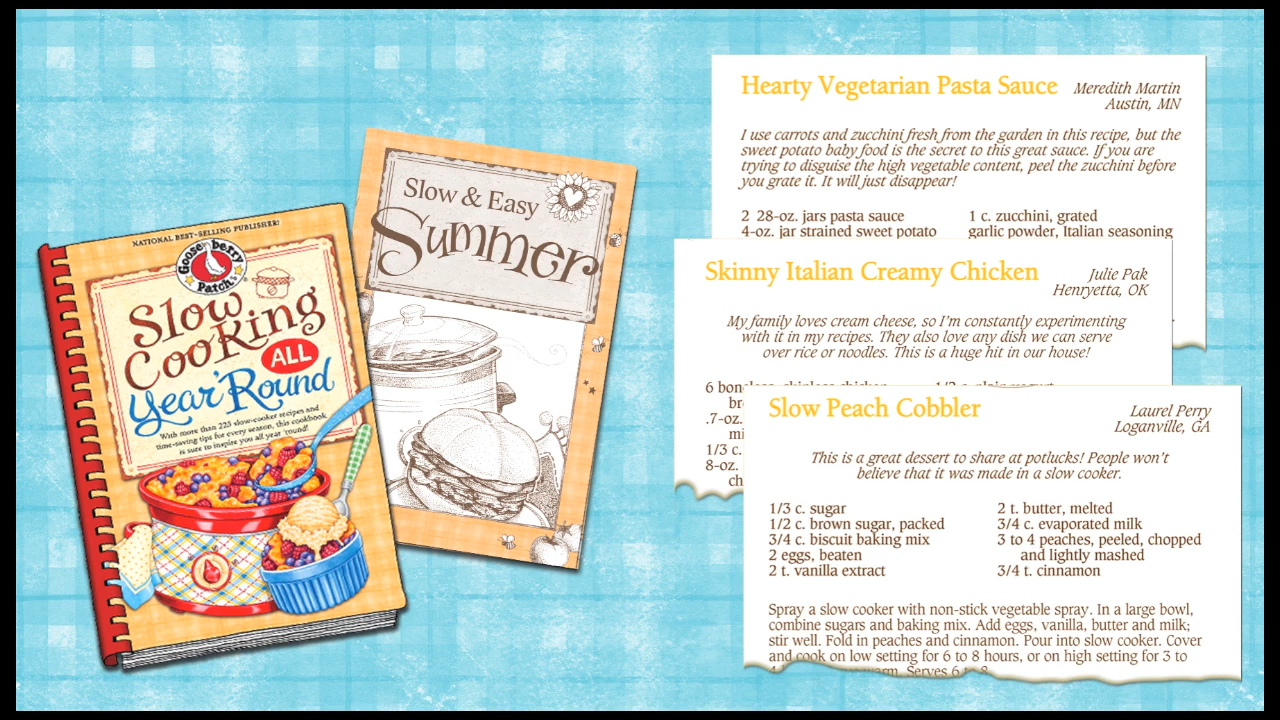 NATIONAL BEST-SELLING PUBLISHER!
Gooseberry
Patch
Slow
Cooking
ALL
Year 'Round
With more than 225 slow-cooker recipes and
time-saving tips for every season, this cookbook
is sure to inspire you all year 'round!
Slow & Easy
Summer
Hearty Vegetarian Pasta Sauce
Meredith Martin
Austin, MN
I use carrots and zucchini fresh from the garden in this recipe, but the
sweet potato baby food is the secret to this great sauce. If you are
trying to disguise the high vegetable content, peel the zucchini before
you grate it. It will just disappear!
2 28-oz. jars pasta sauce
4-oz. jar strained sweet potato
1 c. zucchini, grated
garlic powder, Italian seasoning
Skinny Italian Creamy Chicken
Julie Pak
Henryetta, OK
My family loves cream cheese, so I'm constantly experimenting
with it in my recipes. They also love any dish we can serve
over rice or noodles. This is a huge hit in our house!
6
.7-oz.
1/3 c.
8-oz.
Slow Peach Cobbler
Laurel Perry
Loganville, GA
This is a great dessert to share at potlucks! People won't
believe that it was made in a slow cooker.
1/3 c. sugar
1/2 c. brown sugar, packed
3/4 c. biscuit baking mix
2 eggs, beaten
2 t. vanilla extract
2 t. butter, melted
3/4 c. evaporated milk
3 to 4 peaches, peeled, chopped
and lightly mashed
3/4 t. cinnamon
Spray a slow cooker with non-stick vegetable spray. In a large bowl,
combine sugars and baking mix. Add eggs, vanilla, butter and milk;
stir well. Fold in peaches and cinnamon. Pour into slow cooker. Cover
and cook on low setting for 6 to 8 hours, or on high setting for 3 to